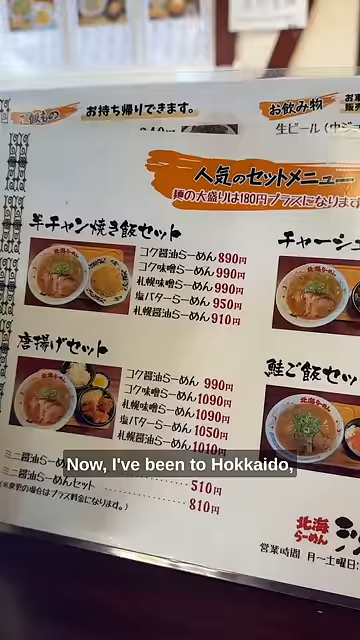 お持ち帰りできます。
お飲み物
生ビール(中ジョ
人気のセットメニュー
麺の大盛りは180円プラスになります
半チャン焼き飯セット
コク醤油らーめん890円
コク味噌らーめん990円
札幌味噌らーめん990円
塩バターらーめん950円
札幌醤油らーめん910円
チャーシュ
唐揚げセット
コク醤油らーめん 990円
コク味噌らーめん1090円
札幌味噌らーめん1090円
塩バターらーめん1050円
札幌醤油らーめん1010円
鮭ご飯セッ
Now, I've been to Hokkaido,
ミニ醤油らーめん
510円
ミニ醤油らーめんセット
810円
(※変更の場合はプラス料金になります。)
北海
らーめん
営業時間 月〜土曜日: